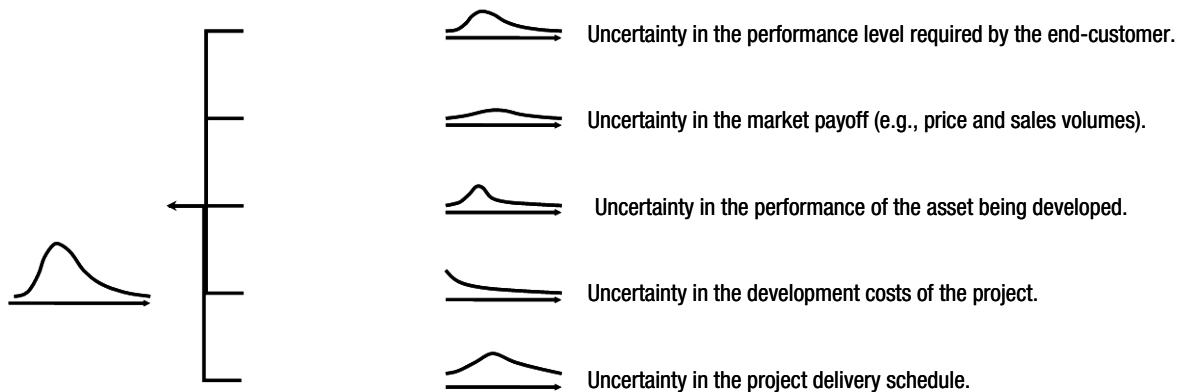 Uncertainty in the performance level required by the end-customer.
Uncertainty in the market payoff (e.g., price and sales volumes).
Uncertainty in the performance of the asset being developed.
Uncertainty in the development costs of the project.
Uncertainty in the project delivery schedule.